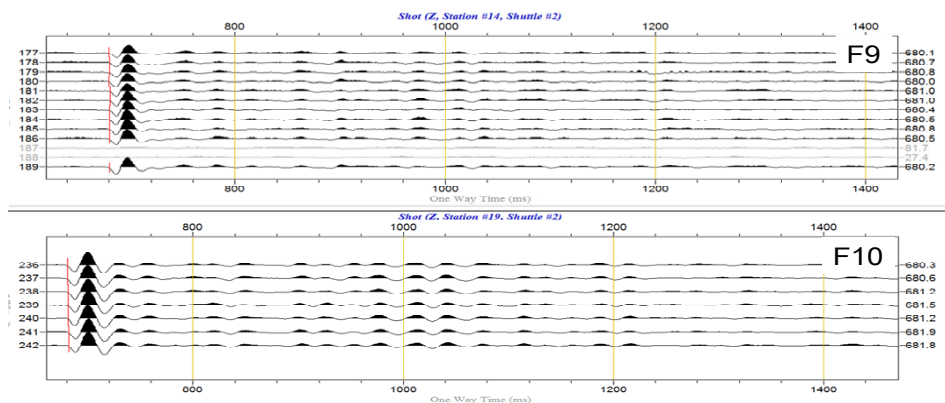 Shot (Z, Station #14, Shuttle #2)
800 1000 1200 1400
F9
177 680.1
178 680.7
179 680.8
180 680.0
181 681.0
182 681.0
183 680.4
184 680.6
185 680.8
186 680.5
187 81.7
188 27.4
189 680.2
800 1000 1200 1400
One Way Time (ms)
Shot (Z, Station #19, Shuttle #2)
800 1000 1200 1400
F10
236 680.3
237 680.6
238 681.2
239 681.5
240 681.2
241 681.9
242 681.8
800 1000 1200 1400
One Way Time (ms)